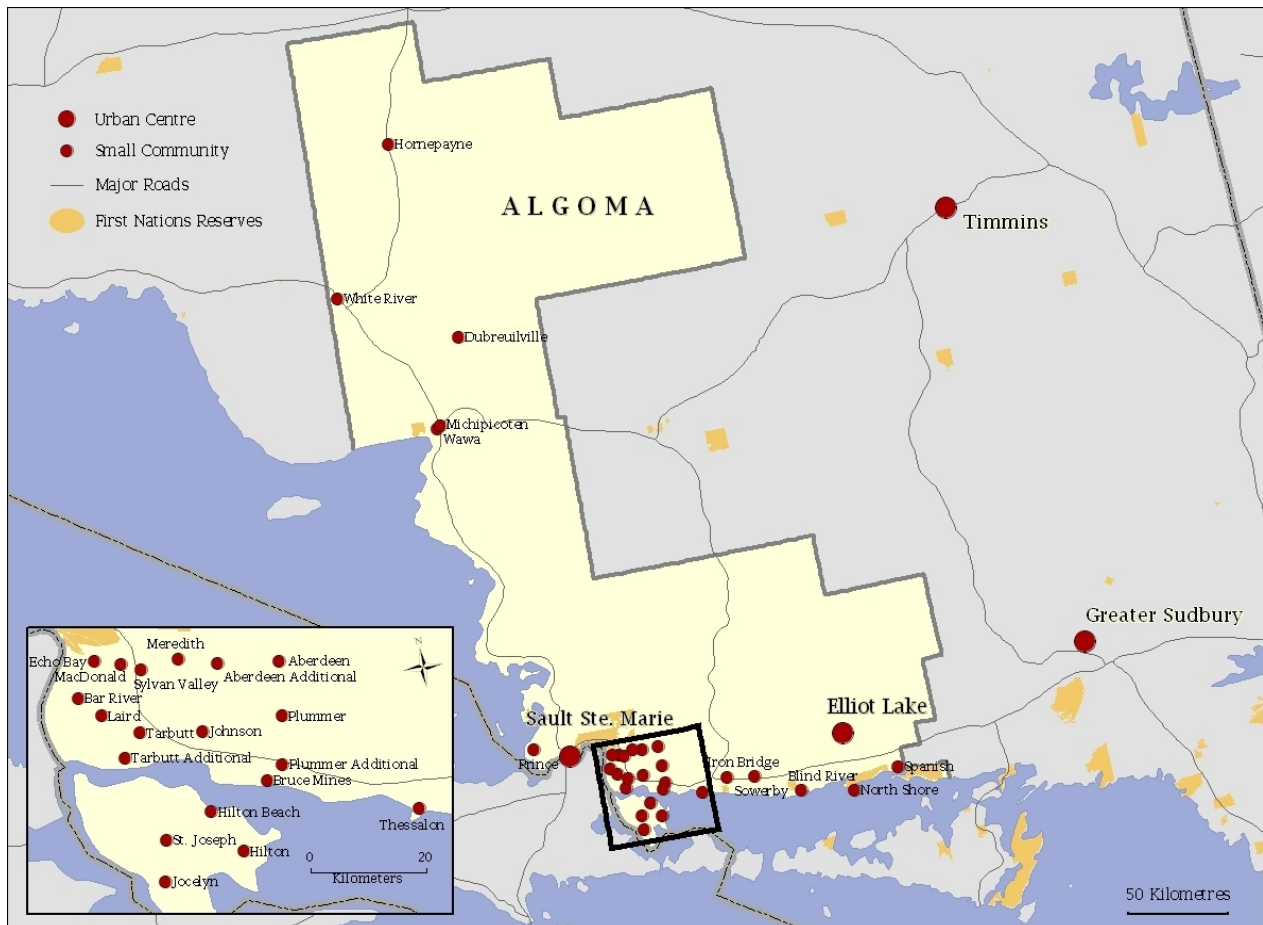 Urban Centre
Small Community
Major Roads
First Nations Reserves
Hornepayne
ALGOMA
Timmins
White River
Dubreuilville
Michipicoten
Wawa
Greater Sudbury
Elliot Lake
Sault Ste. Marie
Prince
Iron Bridge
Sowerby
Blind River
North Shore
Spanish
50 Kilometres
N
Meredith
Echo Bay
MacDonald
Sylvan Valley
Aberdeen
Aberdeen Additional
Bar River
Laird
Plummer
Tarbutt
Johnson
Tarbutt Additional
Plummer Additional
Bruce Mines
Hilton Beach
Thessalon
St. Joseph
Hilton
Jocelyn
0 20
Kilometers